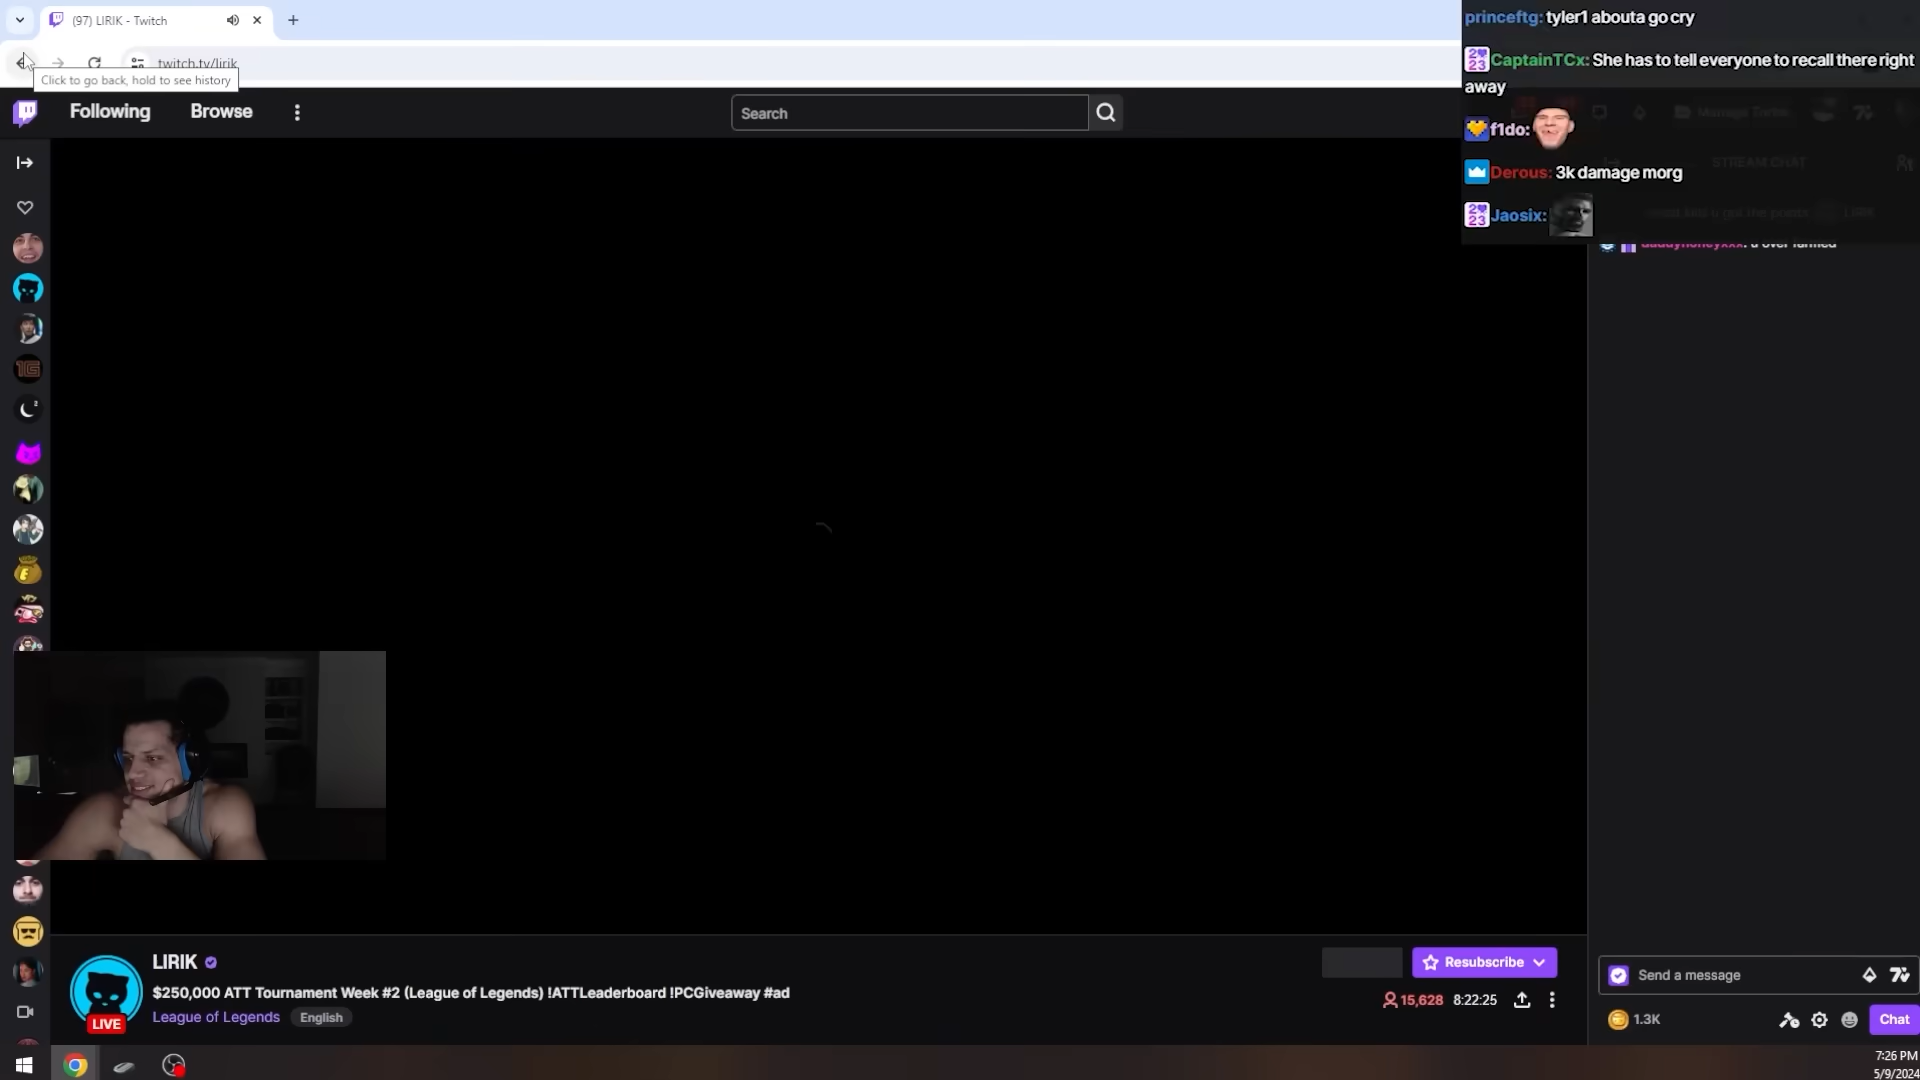 (97) LIRIK - Twitch
twitch.tv/lirik
Click to go back, hold to see history
Following
Browse
Search
princeftg: tyler1 abouta go cry
CaptainTCx: She has to tell everyone to recall there right
away
f1do:
Derous: 3k damage morg
Jaosix:
STREAM CHAT
LIRIK
$250,000 ATT Tournament Week #2 (League of Legends) !ATTLeaderboard !PCGiveaway #ad
League of Legends
English
LIVE
Resubscribe
15,628
8:22:25
Send a message
1.3K
Chat
7:26 PM
5/9/2024